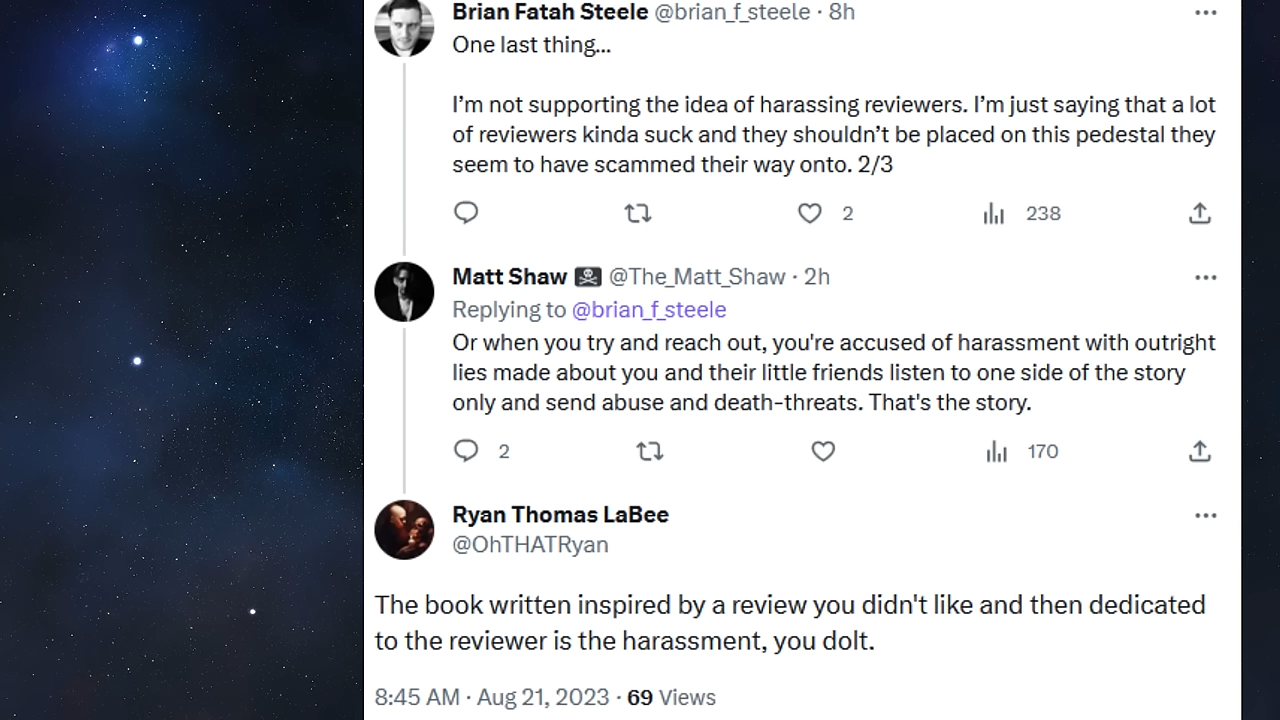 Brian Fatah Steele @brian_f_steele · 8h
One last thing...
I’m not supporting the idea of harassing reviewers. I’m just saying that a lot
of reviewers kinda suck and they shouldn’t be placed on this pedestal they
seem to have scammed their way onto. 2/3
2 238
Matt Shaw @The_Matt_Shaw · 2h
Replying to @brian_f_steele
Or when you try and reach out, you're accused of harassment with outright
lies made about you and their little friends listen to one side of the story
only and send abuse and death-threats. That's the story.
2 170
Ryan Thomas LaBee
@OhTHATRyan
The book written inspired by a review you didn't like and then dedicated
to the reviewer is the harassment, you dolt.
8:45 AM · Aug 21, 2023 · 69 Views